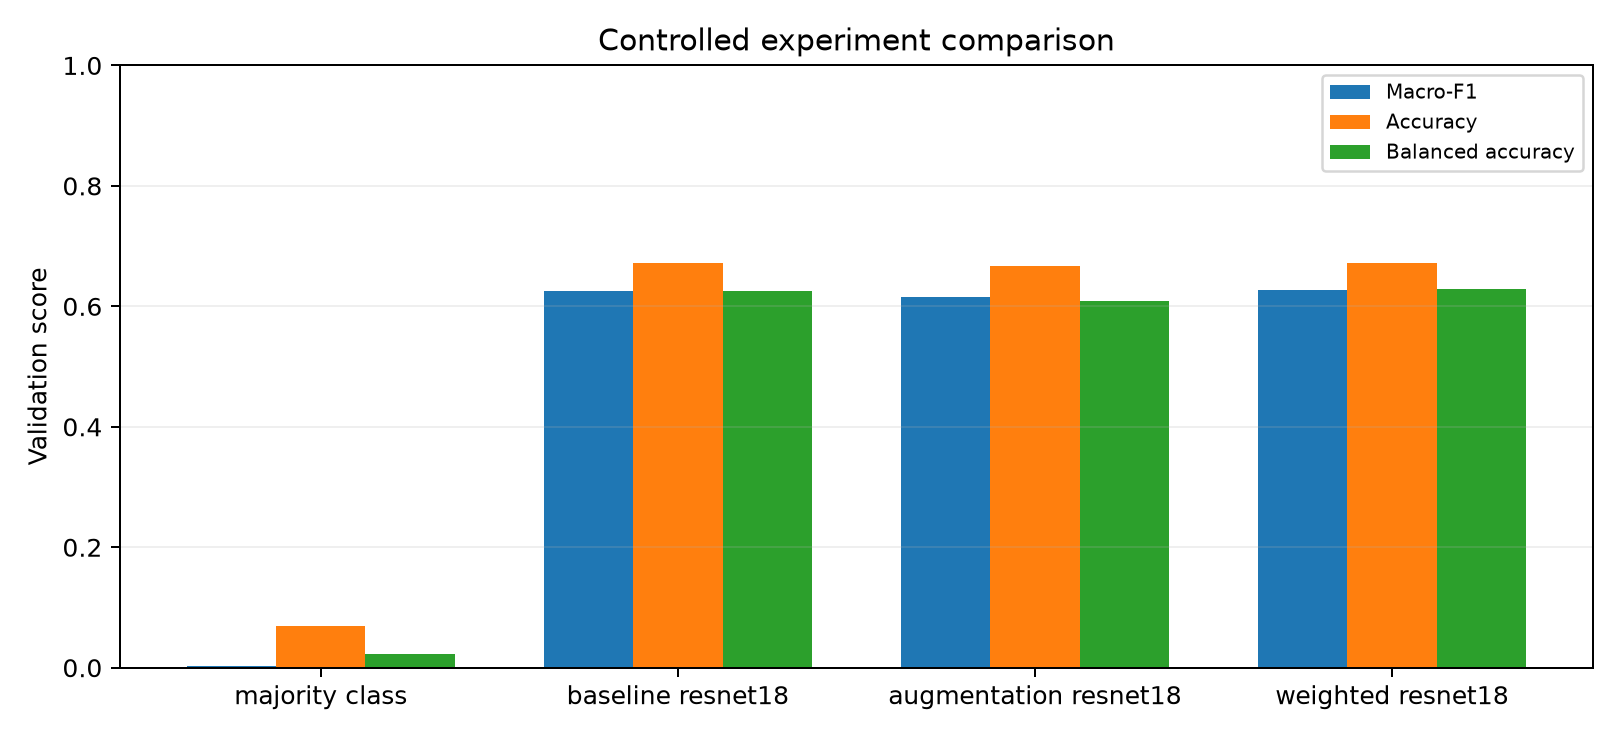 Controlled experiment comparison
Macro-F1
Accuracy
Balanced accuracy
Validation score
1.0
0.8
0.6
0.4
0.2
0.0
majority class
baseline resnet18
augmentation resnet18
weighted resnet18